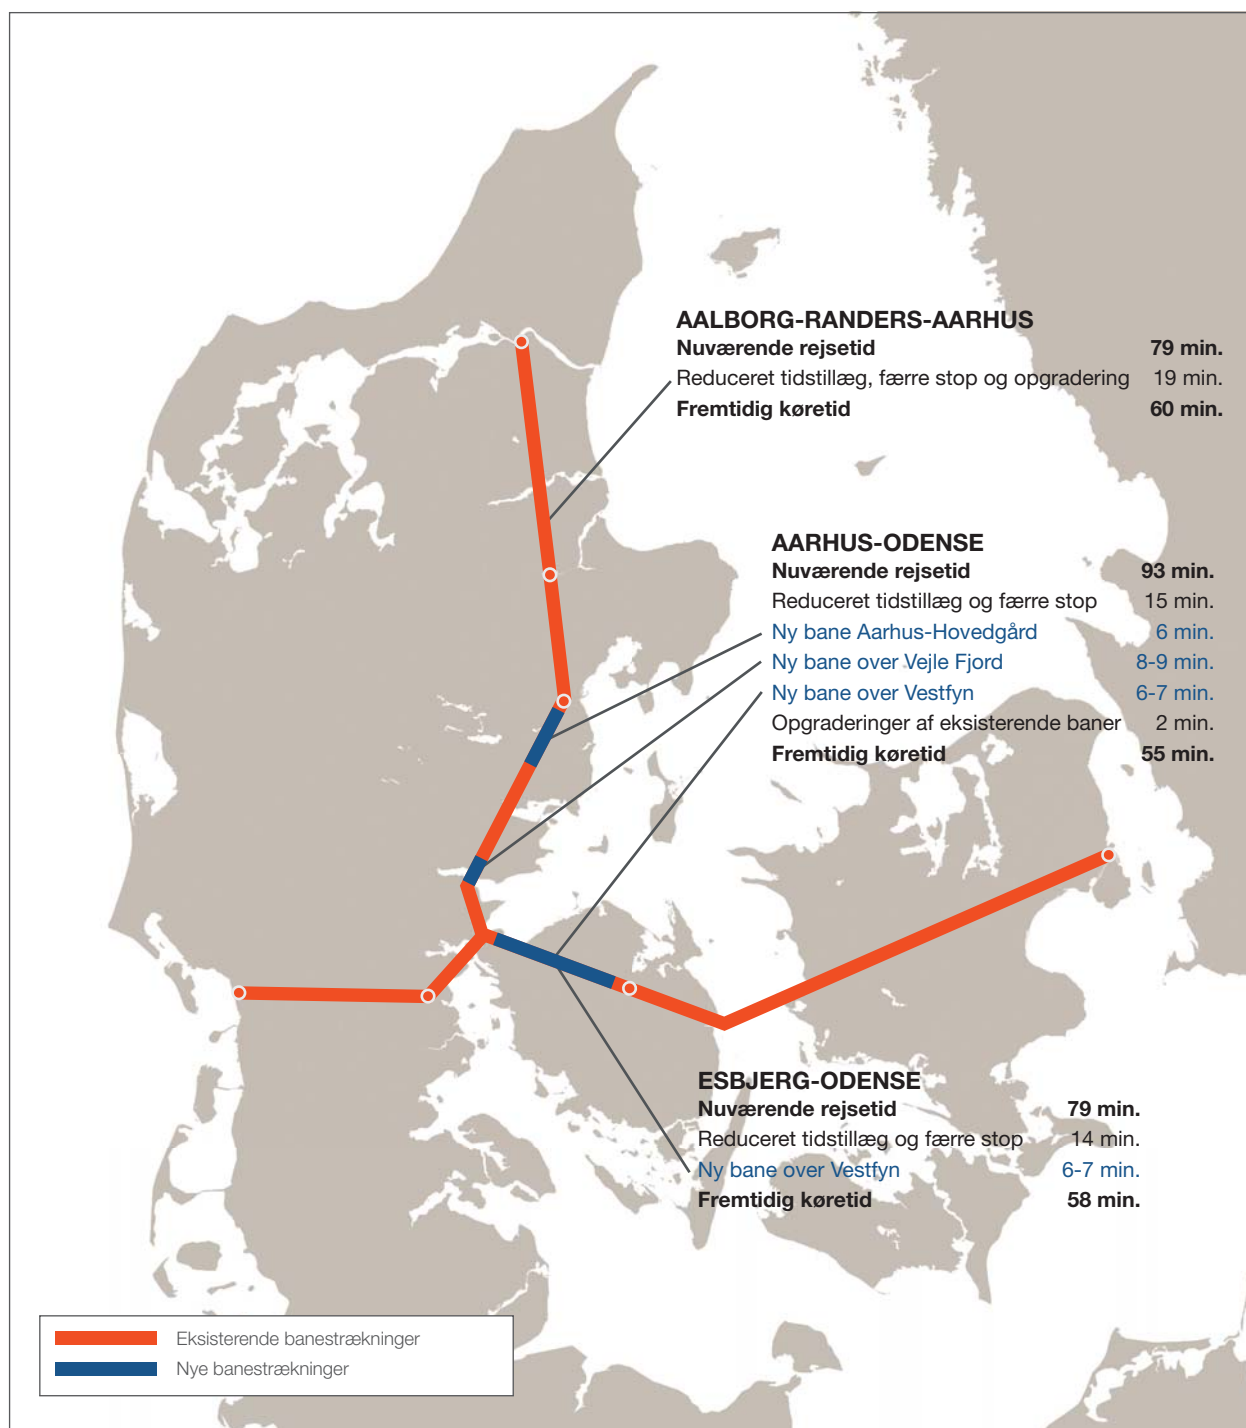 AALBORG-RANDERS-AARHUS
Nuværende rejsetid 79 min.
Reduceret tidstillæg, færre stop og opgradering 19 min.
Fremtidig køretid 60 min.
AARHUS-ODENSE
Nuværende rejsetid 93 min.
Reduceret tidstillæg og færre stop 15 min.
Ny bane Aarhus-Hovedgård 6 min.
Ny bane over Vejle Fjord 8-9 min.
Ny bane over Vestfyn 6-7 min.
Opgraderinger af eksisterende baner 2 min.
Fremtidig køretid 55 min.
ESBJERG-ODENSE
Nuværende rejsetid 79 min.
Reduceret tidstillæg og færre stop 14 min.
Ny bane over Vestfyn 6-7 min.
Fremtidig køretid 58 min.
Eksisterende banestrækninger
Nye banestrækninger